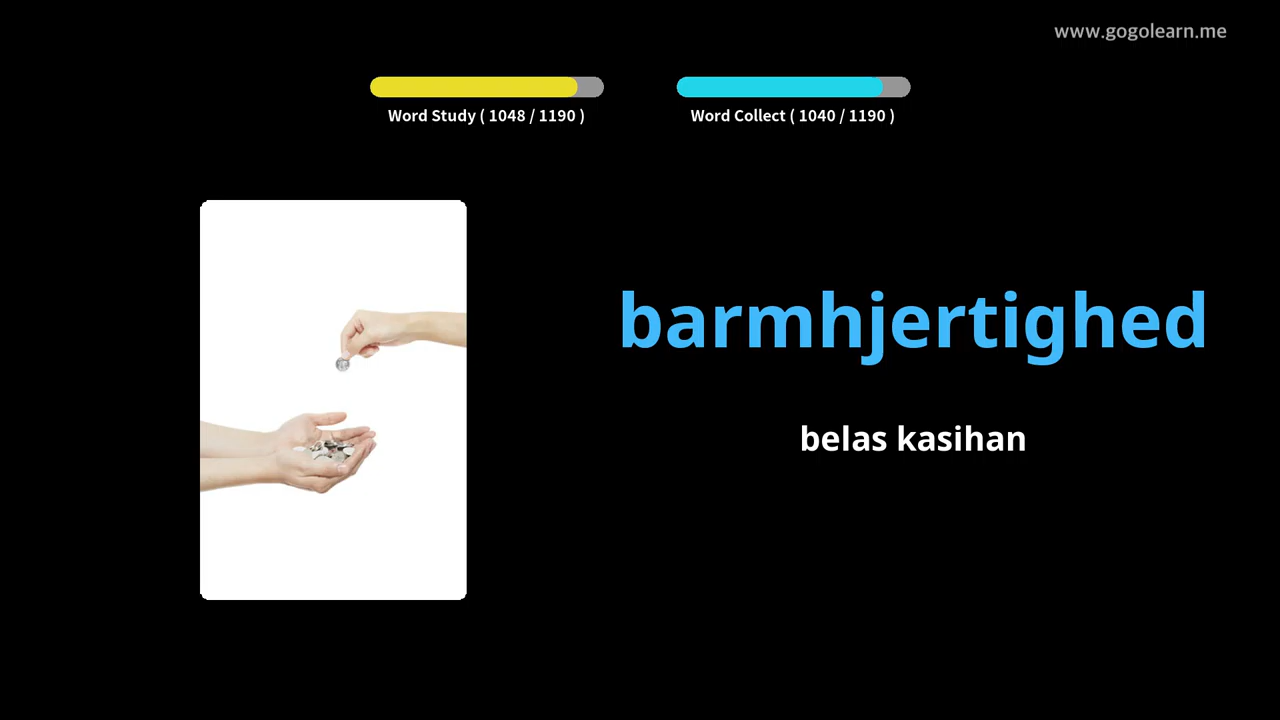 www.gogolearn.me
Word Study ( 1048 / 1190 )
Word Collect ( 1040 / 1190 )
barmhjertighed
belas kasihan